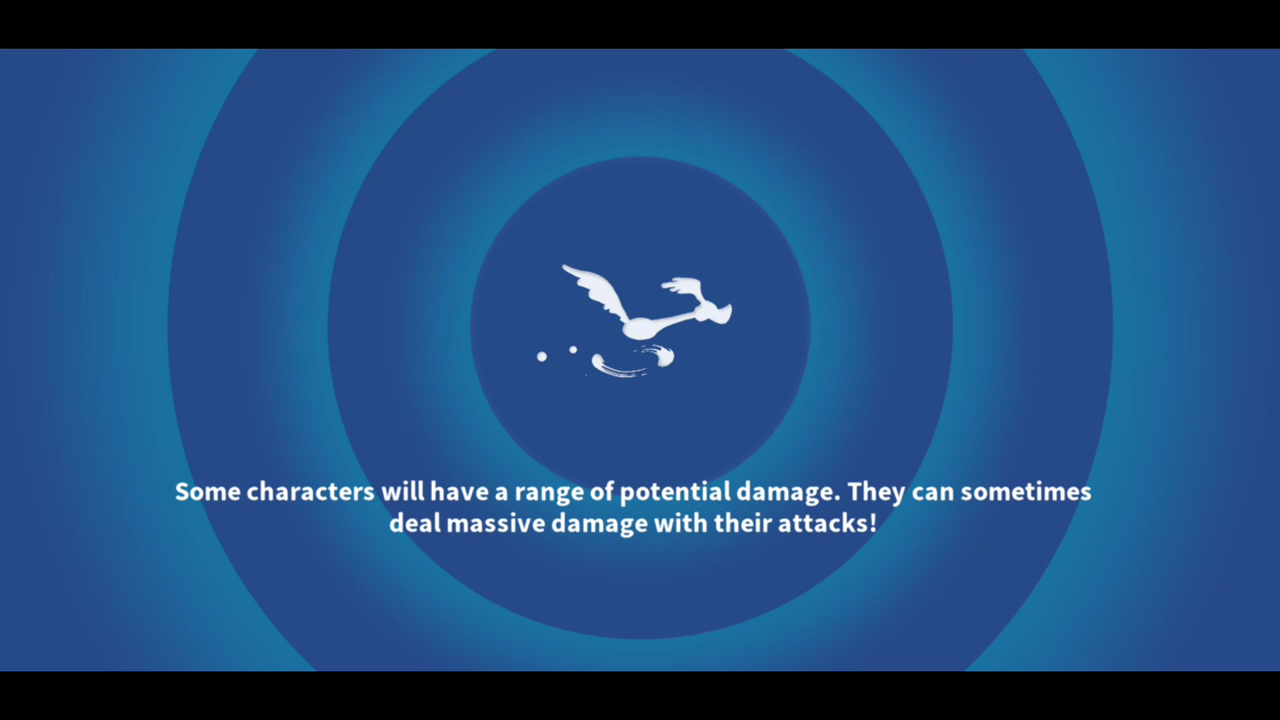 Some characters will have a range of potential damage. They can sometimes
deal massive damage with their attacks!